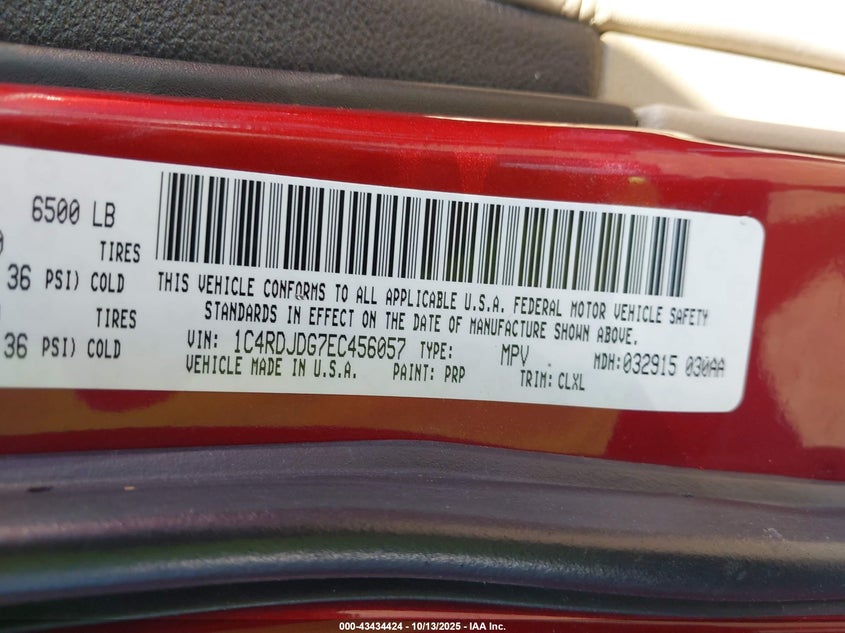 6500 LB
TIRES
36 PSI) COLD
TIRES
36 PSI) COLD
THIS VEHICLE CONFORMS TO ALL APPLICABLE U.S.A. FEDERAL MOTOR VEHICLE SAFETY
STANDARDS IN EFFECT ON THE DATE OF MANUFACTURE SHOWN ABOVE.
VIN: 1C4RDJDG7EC456057 TYPE: MPV MDH:032915 030AA
VEHICLE MADE IN U.S.A. PAINT: PRP TRIM: CLXL
000-43434424 - 10/13/2025 - IAA Inc.